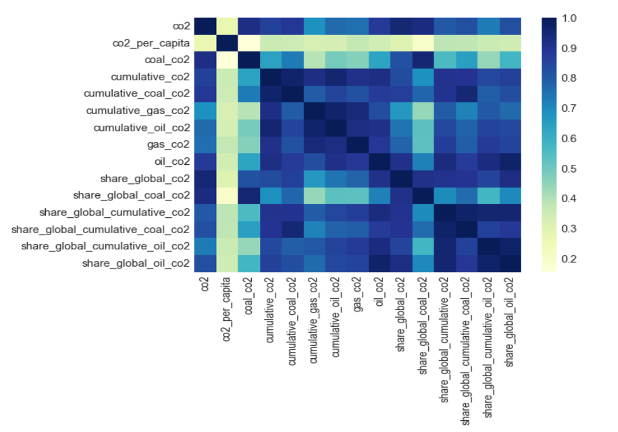 co2
co2_per_capita
coal_co2
cumulative_co2
cumulative_coal_co2
cumulative_gas_co2
cumulative_oil_co2
gas_co2
oil_co2
share_global_co2
share_global_coal_co2
share_global_cumulative_co2
share_global_cumulative_coal_co2
share_global_cumulative_oil_co2
share_global_oil_co2
co2
co2_per_capita
coal_co2
cumulative_co2
cumulative_coal_co2
cumulative_gas_co2
cumulative_oil_co2
gas_co2
oil_co2
share_global_co2
share_global_coal_co2
share_global_cumulative_co2
share_global_cumulative_coal_co2
share_global_cumulative_oil_co2
share_global_oil_co2
1.0
0.9
0.8
0.7
0.6
0.5
0.4
0.3
0.2